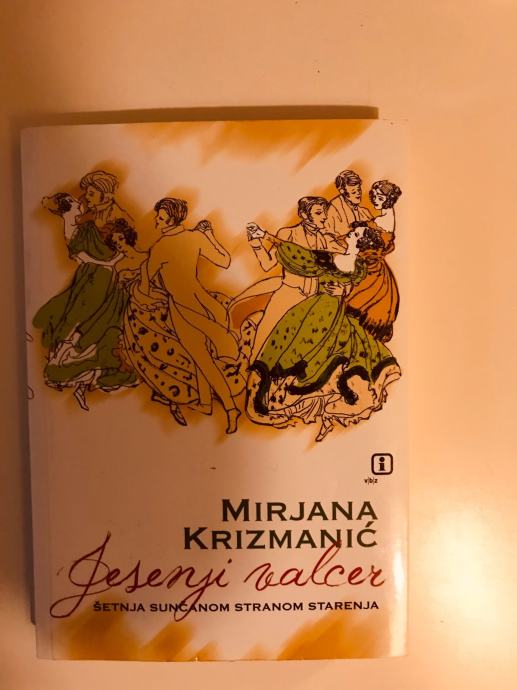 i
v|b|z
MIRJANA
KRIZMANIĆ
Jesenji valcer
ŠETNJA SUNČANOM STRANOM STARENJA